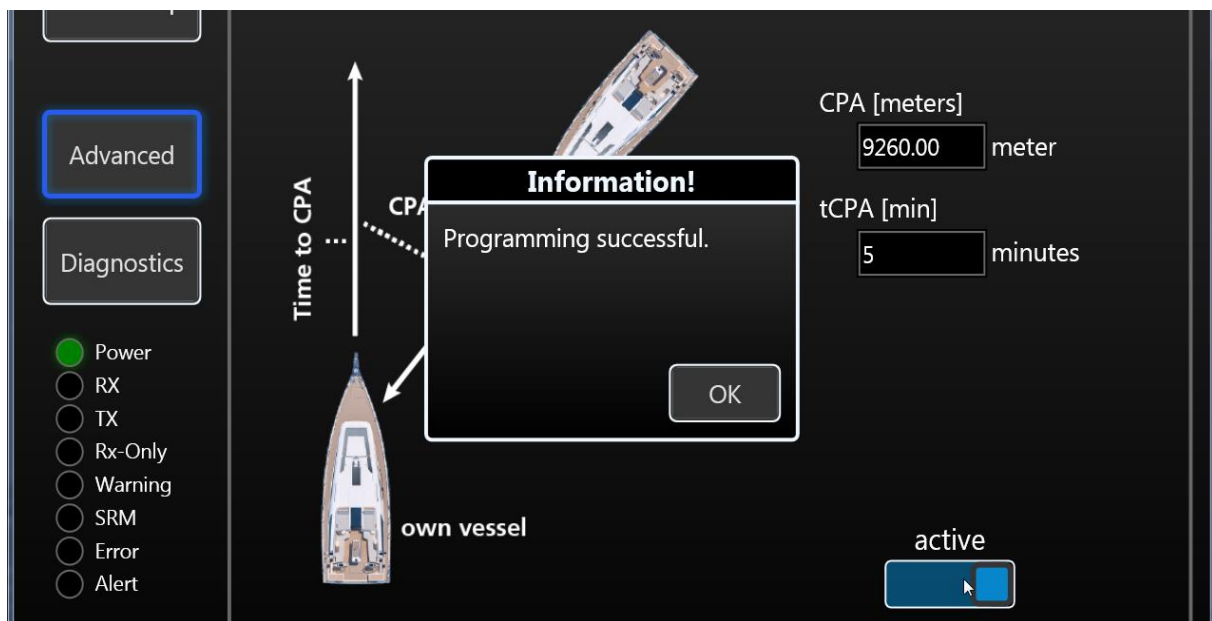 Advanced
Diagnostics
Power
RX
TX
Rx-Only
Warning
SRM
Error
Alert
Time to CPA
CPA
own vessel
Information!
Programming successful.
OK
CPA [meters]
9260.00 meter
tCPA [min]
5 minutes
active